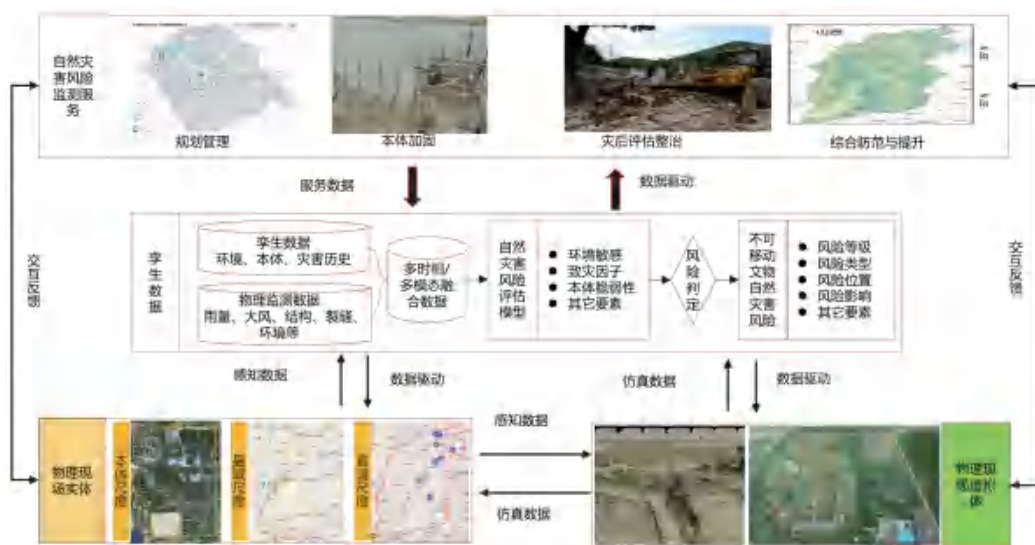 自然灾
害风险
监测服
务
规划管理
本体加固
灾后评估整治
综合防范与提升
服务数据
数据驱动
交互反馈
交互反馈
孪生数据
孪生数据
环境、本体、灾害历史
物理监测数据
雨量、大风、结构、裂缝、
环境等
多时相/
多模态融
合数据
自然
灾害
风险
评估
模型
环境敏感
致灾因子
本体脆弱性
其它要素
风险判定
不可
移动
文物
自然
灾害
风险
风险等级
风险类型
风险位置
风险影响
其它要素
感知数据
数据驱动
仿真数据
数据驱动
物理现
场实体
本体尺度
感知数据
仿真数据
物理现